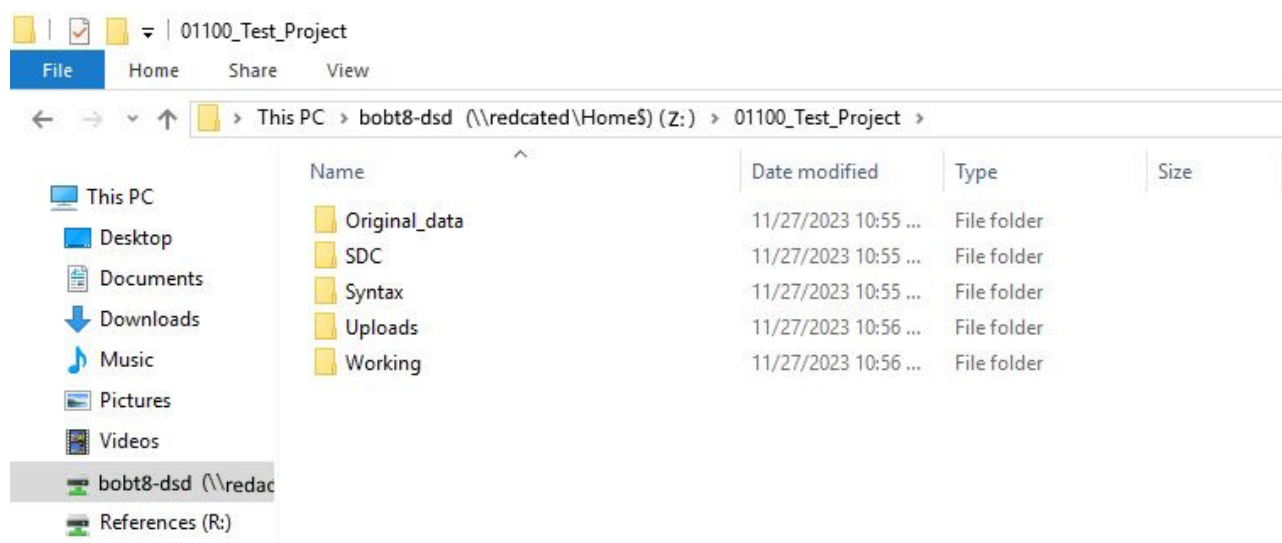 01100_Test_Project
File Home Share View
This PC > bobt8-dsd (\\redcated\Home$) (Z:) > 01100_Test_Project >
Name Date modified Type Size
This PC
Desktop
Documents
Downloads
Music
Pictures
Videos
bobt8-dsd (\\redac
References (R:)
Original_data 11/27/2023 10:55 ... File folder
SDC 11/27/2023 10:55 ... File folder
Syntax 11/27/2023 10:55 ... File folder
Uploads 11/27/2023 10:56 ... File folder
Working 11/27/2023 10:56 ... File folder